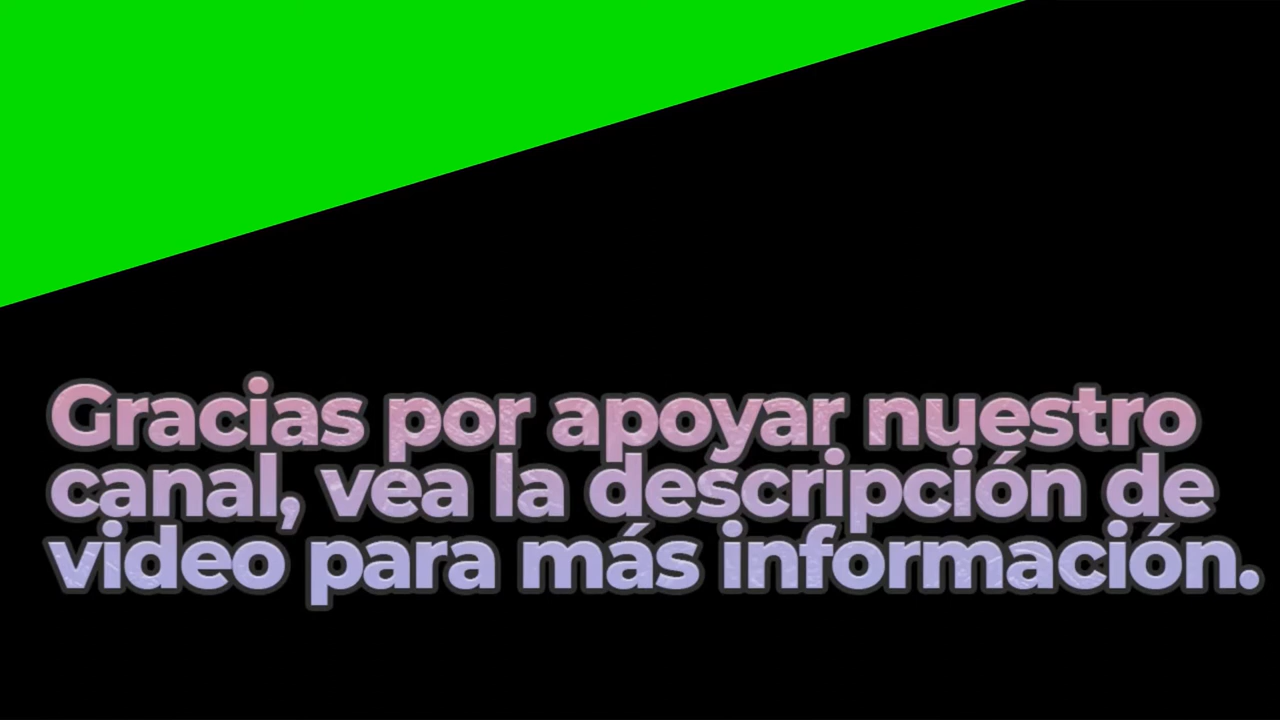 Gracias por apoyar nuestro
canal, vea la descripción de
video para más información.